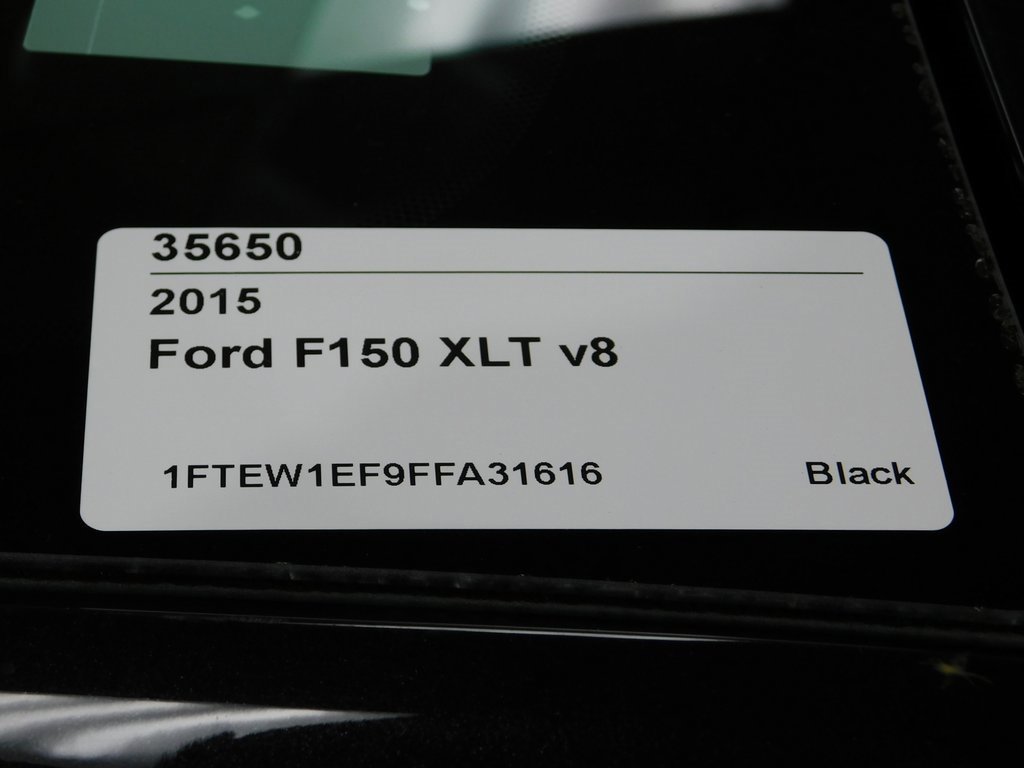 35650
2015
Ford F150 XLT v8
1FTEW1EF9FFA31616 Black